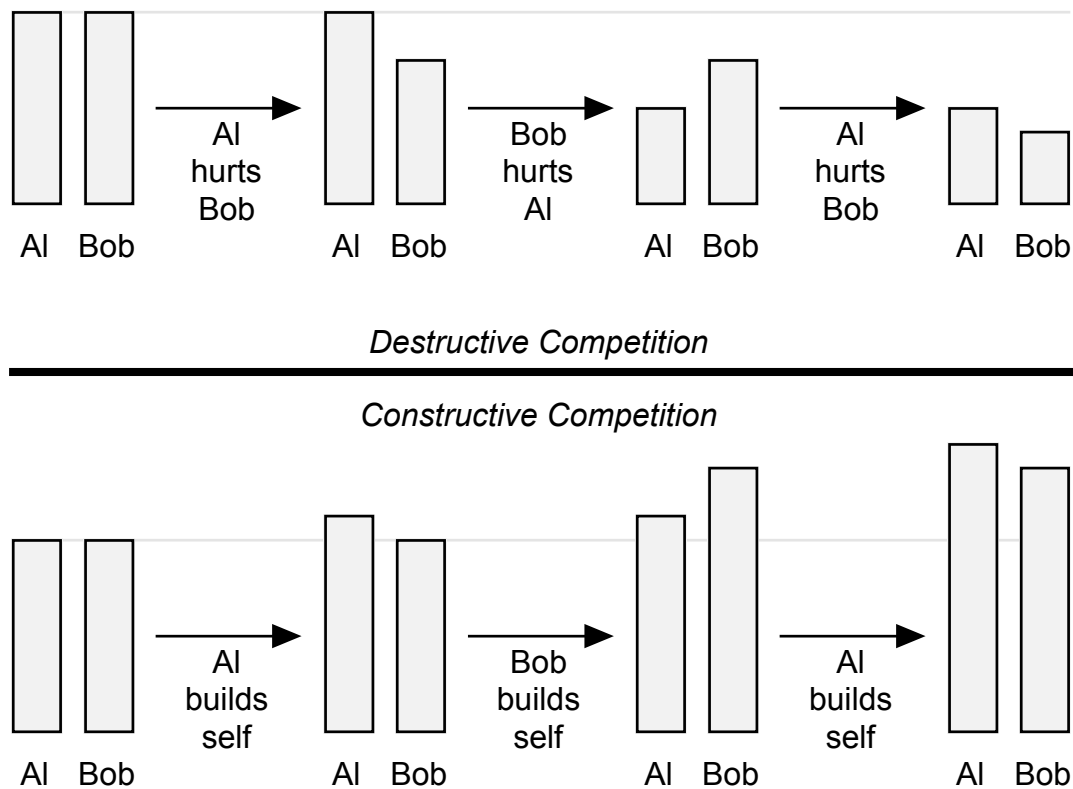 Al hurts Bob
Bob hurts Al
Al hurts Bob
Al Bob Al Bob Al Bob Al Bob
Destructive Competition
Constructive Competition
Al builds self
Bob builds self
Al builds self
Al Bob Al Bob Al Bob Al Bob